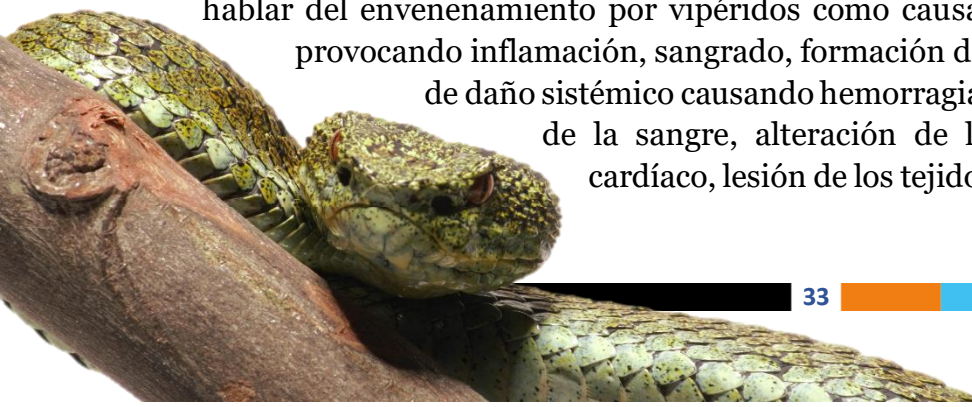 hablar del envenenamiento por vipéridos como causa
provocando inflamación, sangrado, formación d
de daño sistémico causando hemorragia
de la sangre, alteración de l
cardíaco, lesión de los tejido
33